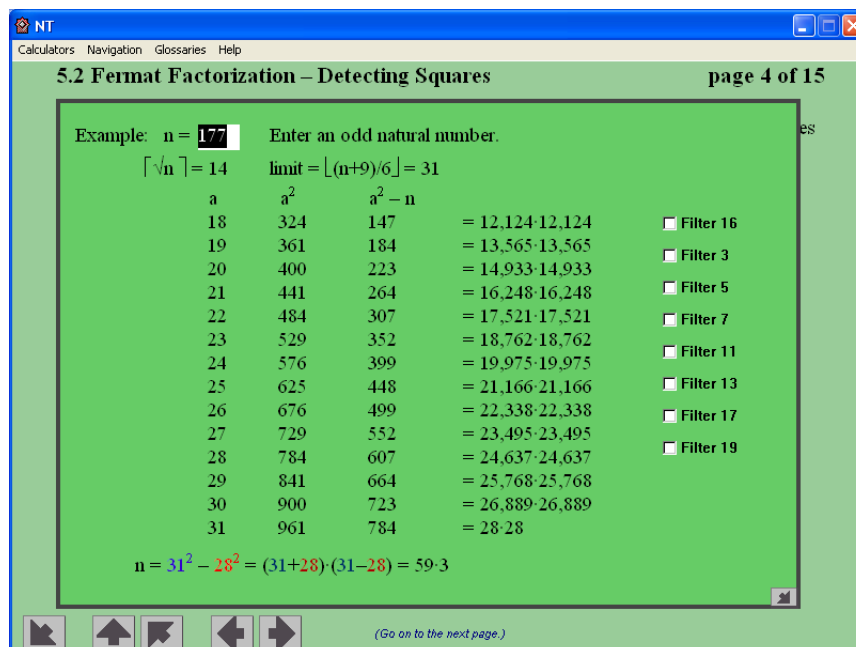 NT
Calculators Navigation Glossaries Help
5.2 Fermat Factorization – Detecting Squares page 4 of 15
es
Example: n = 177 Enter an odd natural number.
⌈√n⌉ = 14 limit = ⌊(n+9)/6⌋ = 31
a a² a² – n
18 324 147 = 12,124·12,124 Filter 16
19 361 184 = 13,565·13,565 Filter 3
20 400 223 = 14,933·14,933
21 441 264 = 16,248·16,248 Filter 5
22 484 307 = 17,521·17,521 Filter 7
23 529 352 = 18,762·18,762 Filter 11
24 576 399 = 19,975·19,975
25 625 448 = 21,166·21,166 Filter 13
26 676 499 = 22,338·22,338 Filter 17
27 729 552 = 23,495·23,495
28 784 607 = 24,637·24,637 Filter 19
29 841 664 = 25,768·25,768
30 900 723 = 26,889·26,889
31 961 784 = 28·28
n = 31² – 28² = (31+28)·(31–28) = 59·3
(Go on to the next page.)